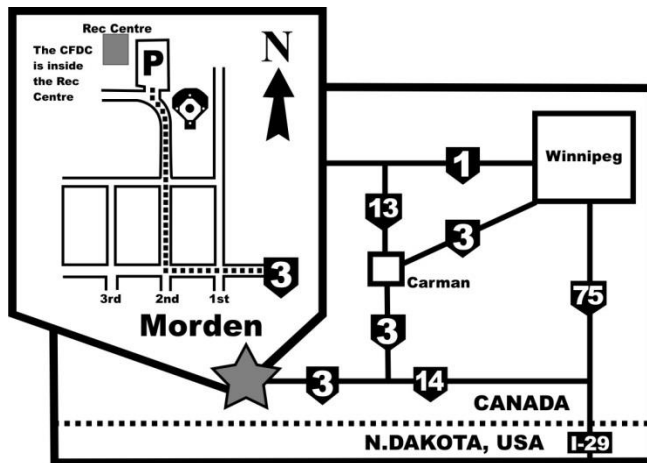 Rec Centre
The CFDC
is inside
the Rec
Centre
P
N
3
3rd
2nd
1st
Morden
1
Winnipeg
13
3
Carman
75
3
3
14
CANADA
N.DAKOTA, USA
I-29